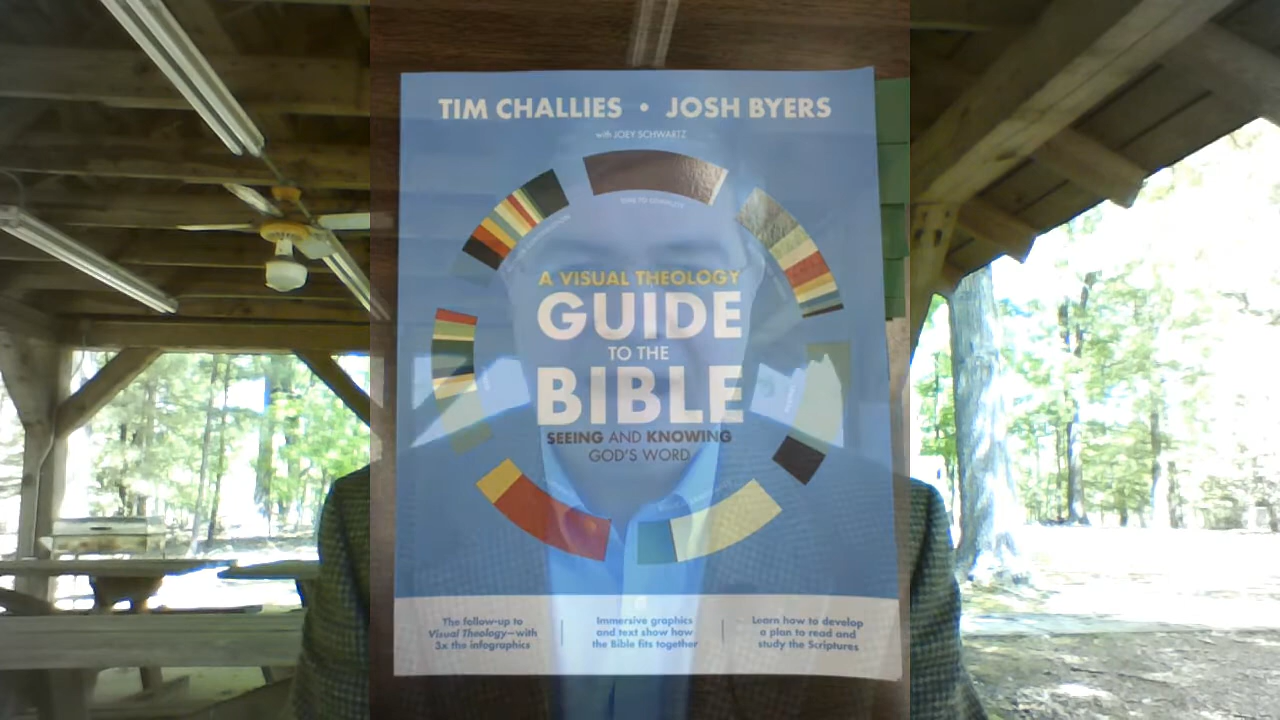 TIM CHALLIES • JOSH BYERS
with JOEY SCHWARTZ
A VISUAL THEOLOGY
GUIDE
TO THE
BIBLE
SEEING AND KNOWING
GOD'S WORD
The follow-up to
Visual Theology—with
3x the infographics
Immersive graphics
and text show how
the Bible fits together
Learn how to develop
a plan to read and
study the Scriptures